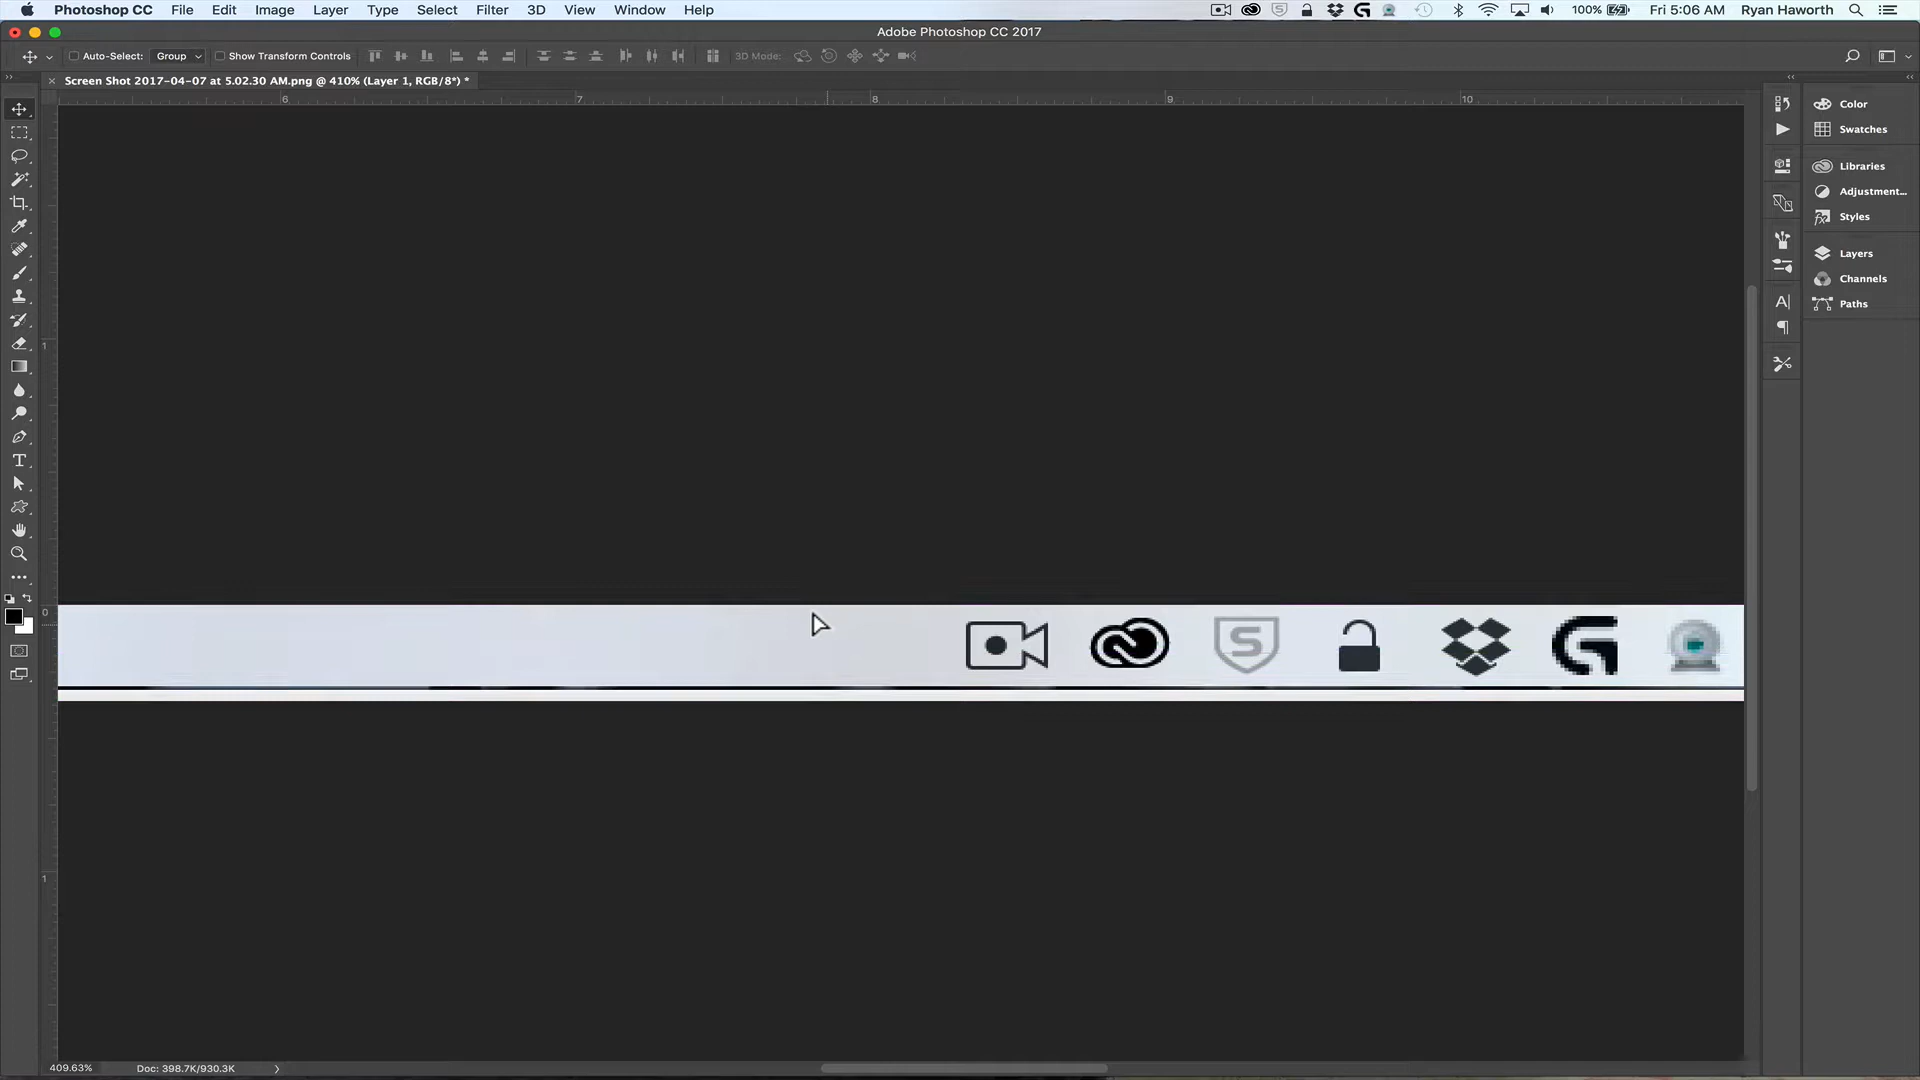 Photoshop CC File Edit Image Layer Type Select Filter 3D View Window Help 100% Fri 5:06 AM Ryan Haworth
Adobe Photoshop CC 2017
Auto-Select: Group Show Transform Controls 3D Mode:
Screen Shot 2017-04-07 at 5.02.30 AM.png @ 410% (Layer 1, RGB/8*) *
6 7 8 9 10
Color
Swatches
Libraries
Adjustment...
Styles
Layers
Channels
Paths
1
0
S
1
409.63% Doc: 398.7K/930.3K